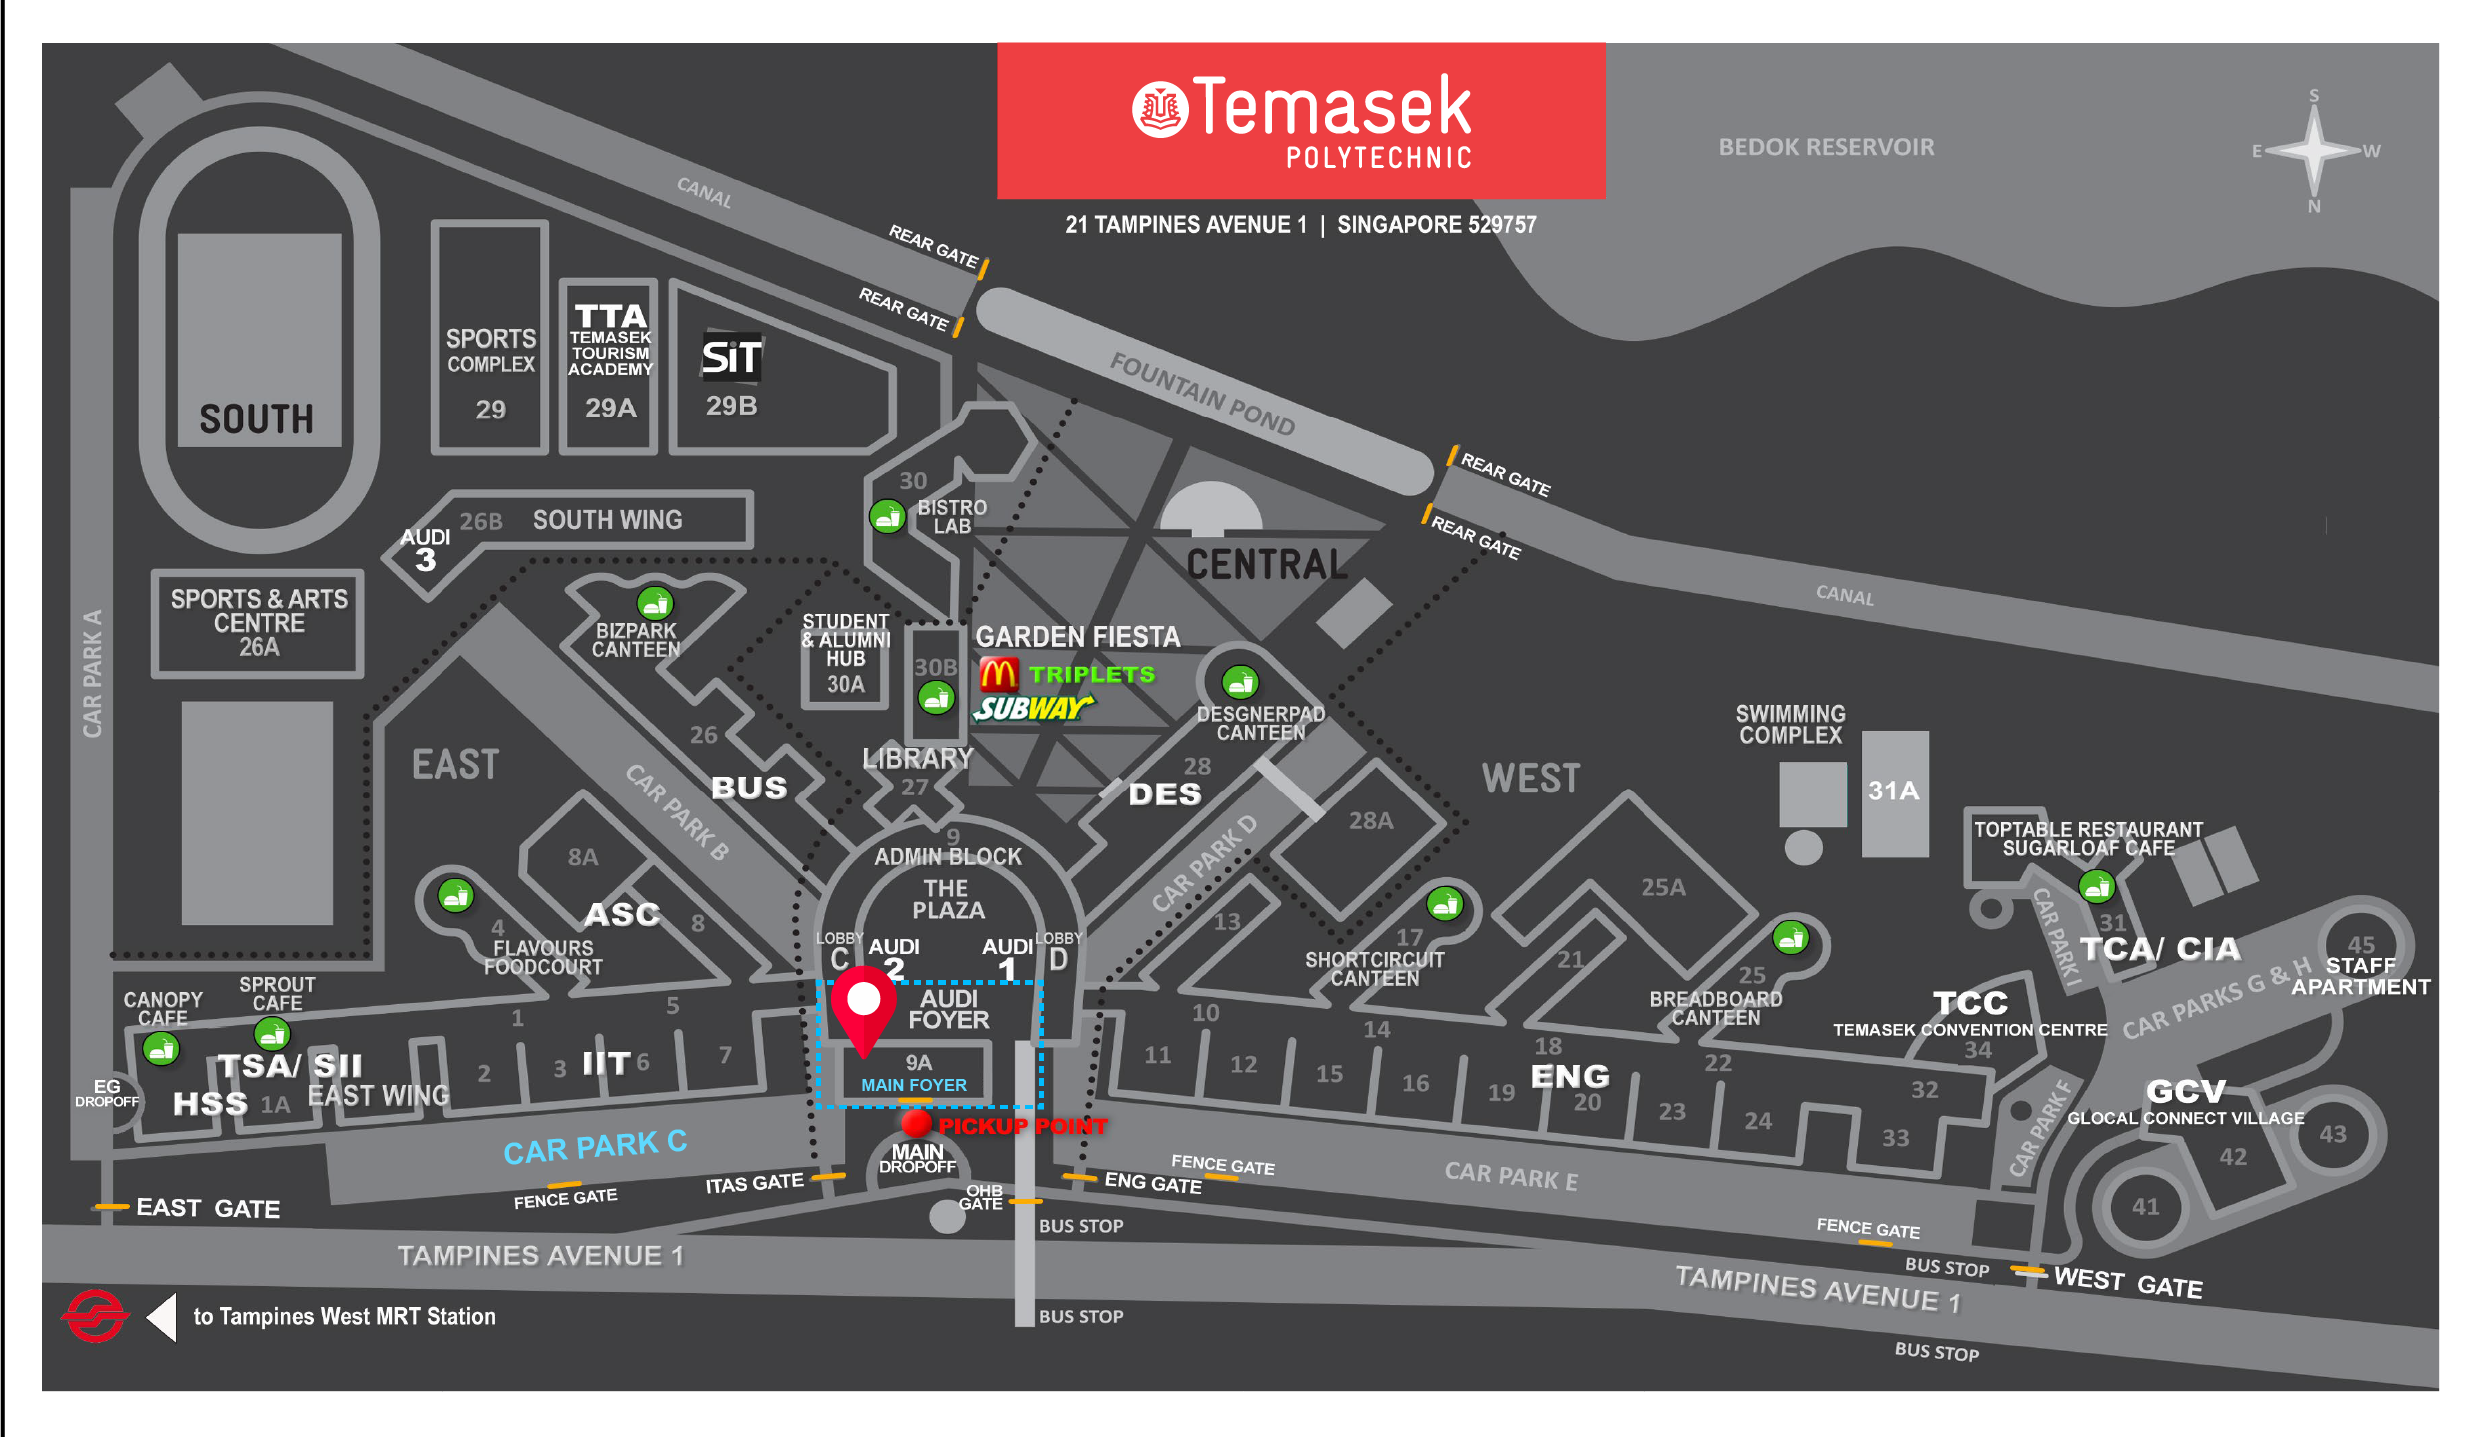 Temasek
POLYTECHNIC
21 TAMPINES AVENUE 1 | SINGAPORE 529757
BEDOK RESERVOIR
S
E
W
N
CANAL
REAR GATE
REAR GATE
FOUNTAIN POND
REAR GATE
REAR GATE
CANAL
SOUTH
SPORTS
COMPLEX
29
TTA
TEMASEK
TOURISM
ACADEMY
29A
SiT
29B
30
BISTRO
LAB
AUDI
3
26B
SOUTH WING
CENTRAL
SPORTS & ARTS
CENTRE
26A
CAR PARK A
BIZPARK
CANTEEN
STUDENT
& ALUMNI
HUB
30A
30B
GARDEN FIESTA
TRIPLETS
SUBWAY
DESGNERPAD
CANTEEN
EAST
26
BUS
CAR PARK B
LIBRARY
27
28
DES
WEST
SWIMMING
COMPLEX
31A
28A
CAR PARK D
9
ADMIN BLOCK
THE
PLAZA
8A
ASC
8
4
FLAVOURS
FOODCOURT
LOBBY
C
AUDI
2
AUDI
1
LOBBY
D
AUDI
FOYER
13
17
SHORTCIRCUIT
CANTEEN
21
25A
25
BREADBOARD
CANTEEN
TOPTABLE RESTAURANT
SUGARLOAF CAFE
CAR PARK I
31
TCA/ CIA
45
STAFF
APARTMENT
CAR PARKS G & H
TCC
TEMASEK CONVENTION CENTRE
34
CANOPY
CAFE
SPROUT
CAFE
TSA/ SII
EG
DROPOFF
HSS
1A
EAST WING
1
2
3
IIT
5
6
7
9A
MAIN FOYER
PICKUP POINT
MAIN
DROPOFF
10
11
12
14
15
16
18
ENG
19
20
22
23
24
32
33
CAR PARK F
GCV
GLOCAL CONNECT VILLAGE
43
42
41
CAR PARK C
FENCE GATE
ITAS GATE
OHB
GATE
ENG GATE
FENCE GATE
CAR PARK E
FENCE GATE
EAST GATE
BUS STOP
BUS STOP
WEST GATE
TAMPINES AVENUE 1
TAMPINES AVENUE 1
to Tampines West MRT Station
BUS STOP
BUS STOP